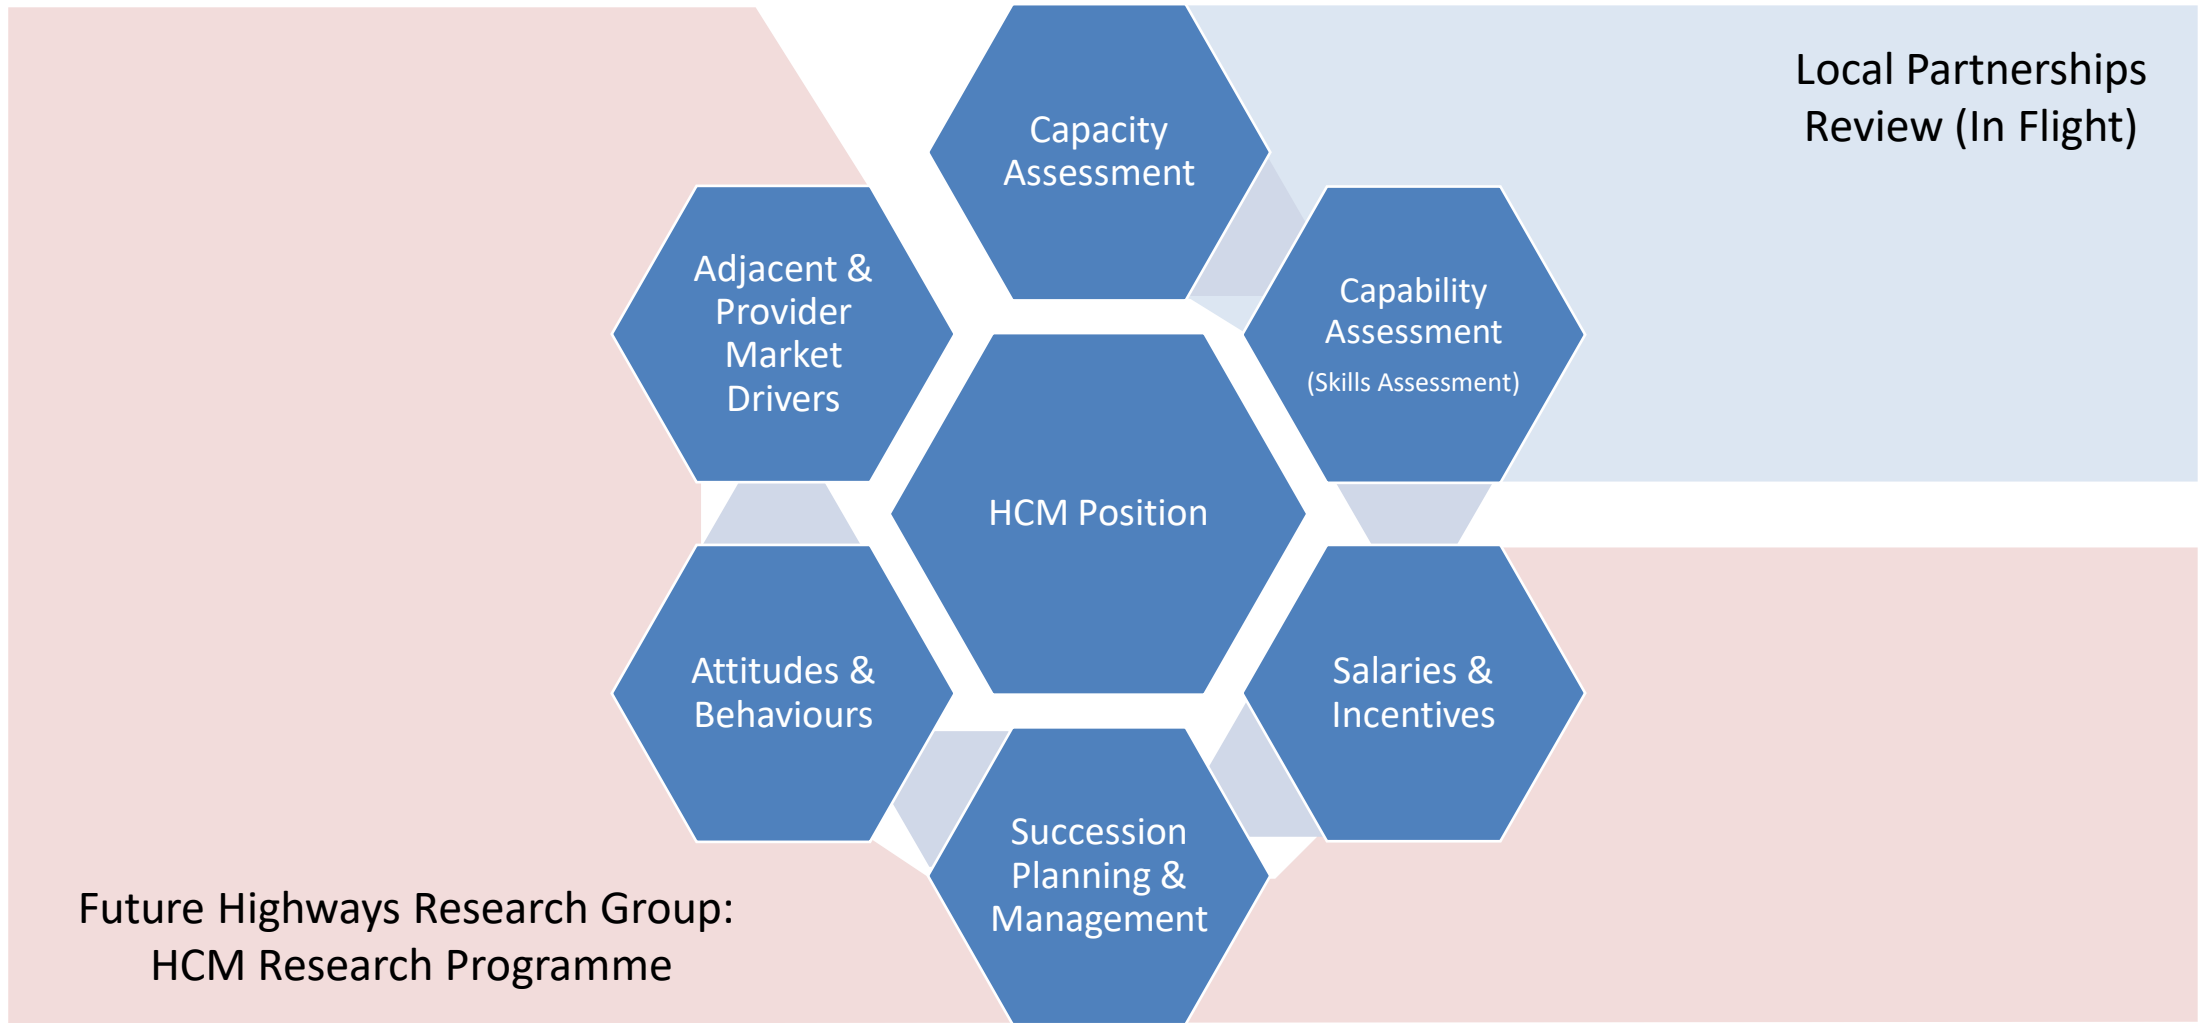 Local Partnerships
Review (In Flight)
Capacity
Assessment
Capability
Assessment
(Skills Assessment)
Adjacent &
Provider
Market
Drivers
HCM Position
Attitudes &
Behaviours
Salaries &
Incentives
Succession
Planning &
Management
Future Highways Research Group:
HCM Research Programme